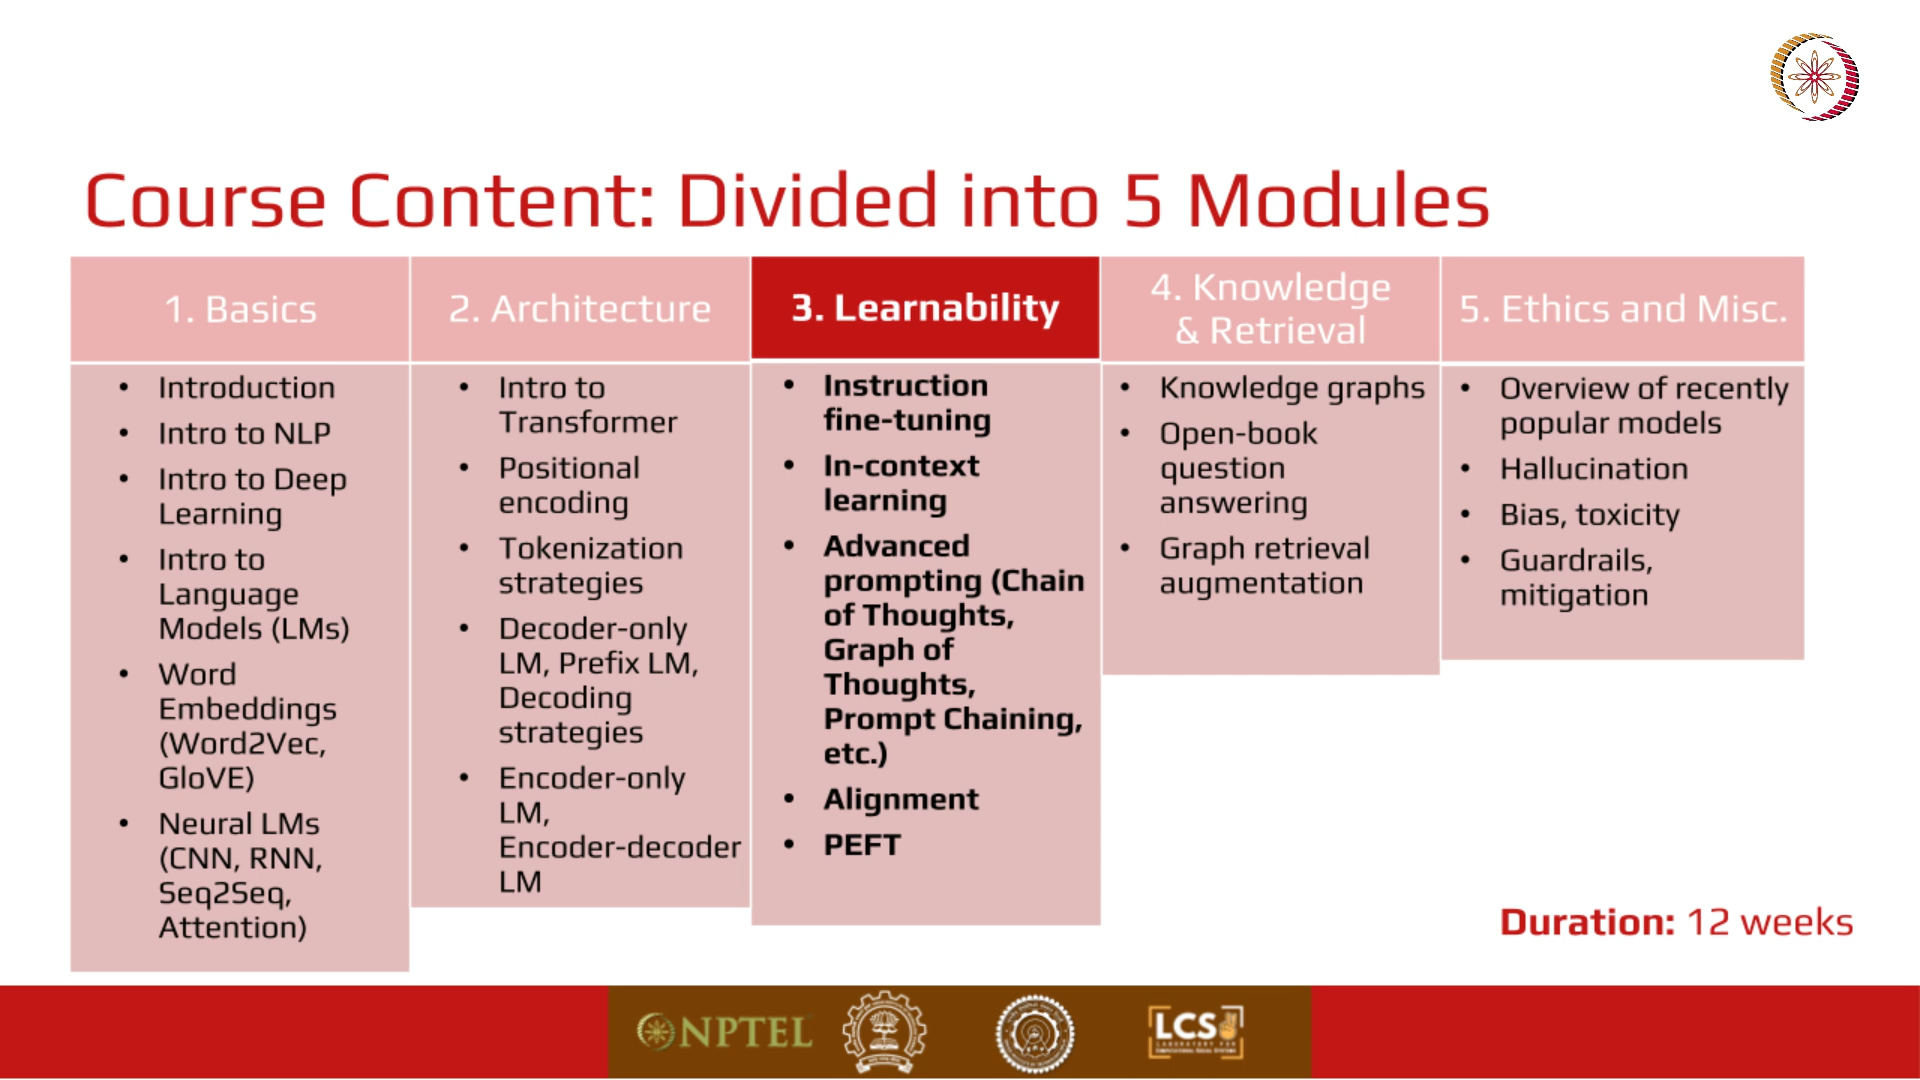 Course Content: Divided into 5 Modules
1. Basics
• Introduction
• Intro to NLP
• Intro to Deep
Learning
• Intro to
Language
Models (LMs)
• Word
Embeddings
(Word2Vec,
GloVE)
• Neural LMs
(CNN, RNN,
Seq2Seq,
Attention)
2. Architecture
• Intro to
Transformer
• Positional
encoding
• Tokenization
strategies
• Decoder-only
LM, Prefix LM,
Decoding
strategies
• Encoder-only
LM,
Encoder-decoder
LM
3. Learnability
• Instruction
fine-tuning
• In-context
learning
• Advanced
prompting (Chain
of Thoughts,
Graph of
Thoughts,
Prompt Chaining,
etc.)
• Alignment
• PEFT
4. Knowledge
& Retrieval
• Knowledge graphs
• Open-book
question
answering
• Graph retrieval
augmentation
5. Ethics and Misc.
• Overview of recently
popular models
• Hallucination
• Bias, toxicity
• Guardrails,
mitigation
Duration: 12 weeks
NPTEL
LCS